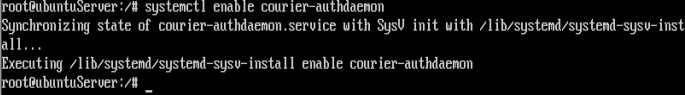 root@ubuntuServer:/# systemctl enable courier-authdaemon
Synchronizing state of courier-authdaemon.service with SysV init with /lib/systemd/systemd-sysv-inst
all...
Executing /lib/systemd/systemd-sysv-install enable courier-authdaemon
root@ubuntuServer:/# _